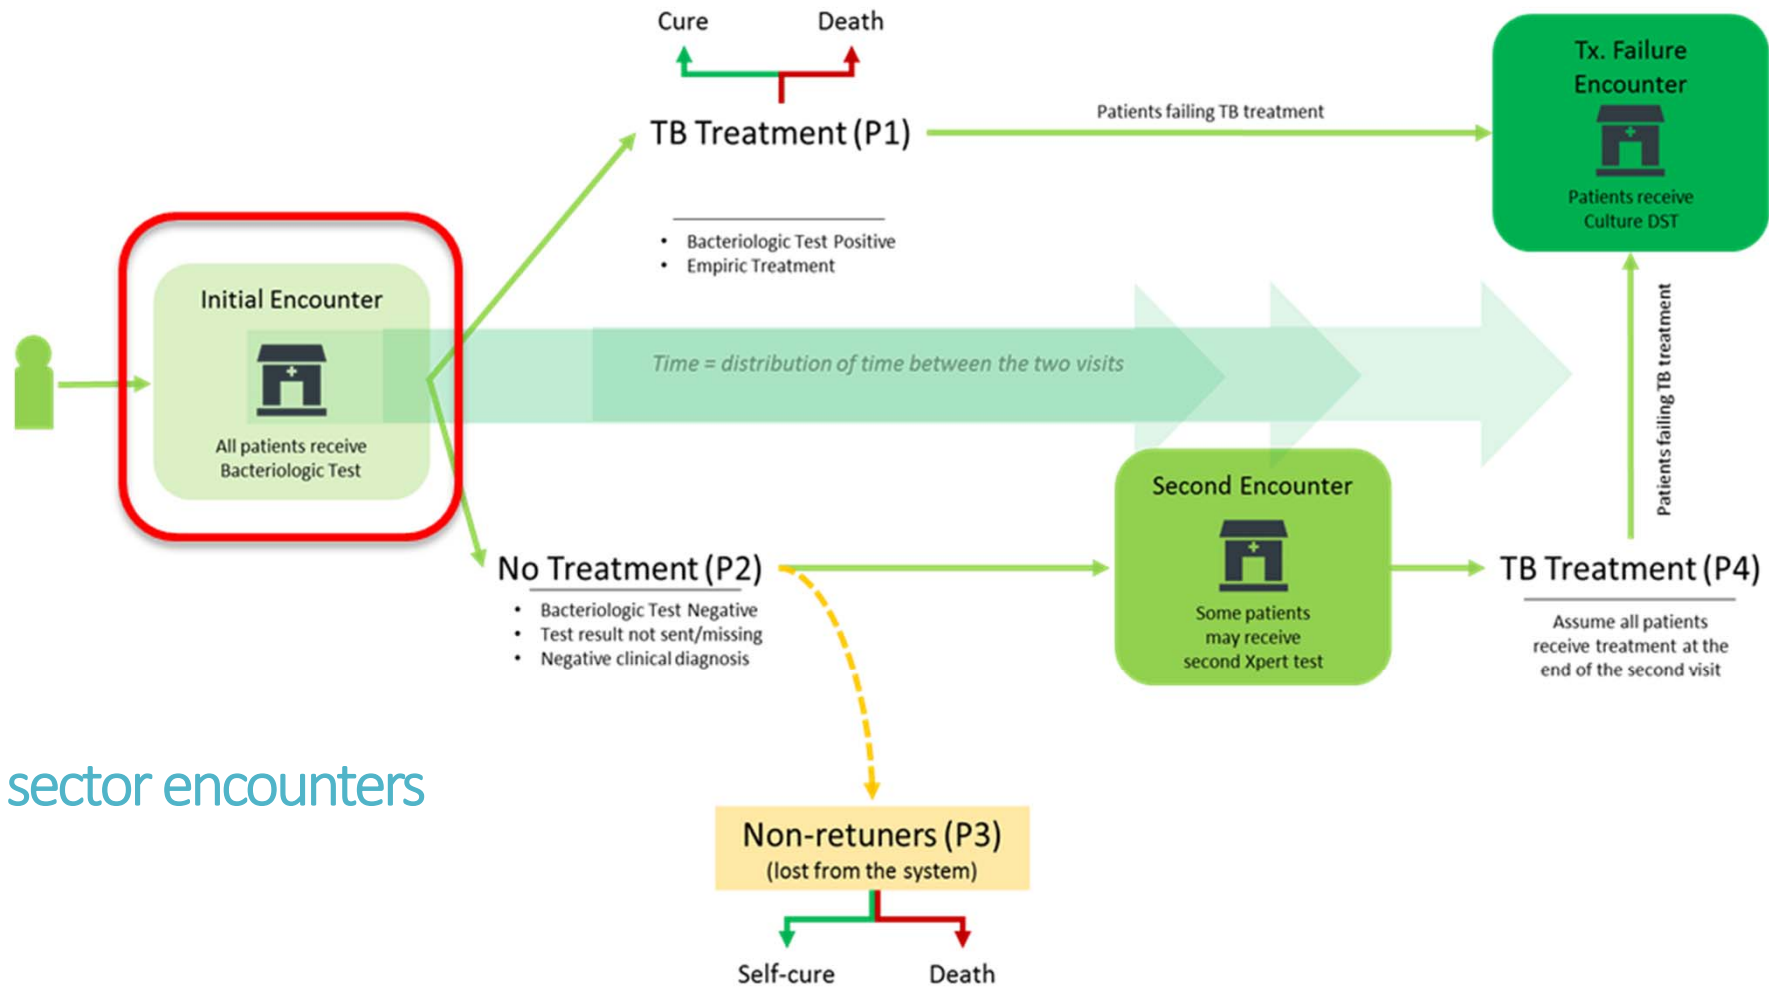 Cure
Death
TB Treatment (P1)
• Bacteriologic Test Positive
• Empiric Treatment
Patients failing TB treatment
Tx. Failure
Encounter
Patients receive
Culture DST
Initial Encounter
All patients receive
Bacteriologic Test
Time = distribution of time between the two visits
Patients failing TB treatment
No Treatment (P2)
• Bacteriologic Test Negative
• Test result not sent/missing
• Negative clinical diagnosis
Second Encounter
Some patients
may receive
second Xpert test
TB Treatment (P4)
Assume all patients
receive treatment at the
end of the second visit
sector encounters
Non-retuners (P3)
(lost from the system)
Self-cure
Death